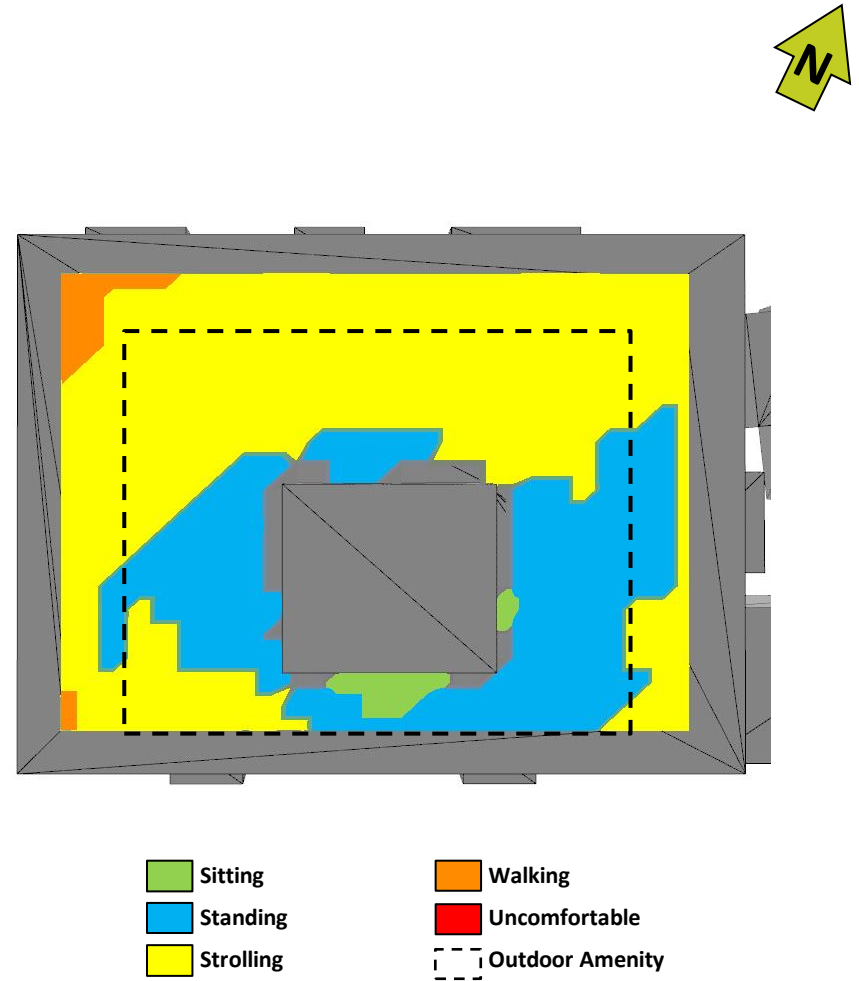 N
Sitting
Walking
Standing
Uncomfortable
Strolling
Outdoor Amenity